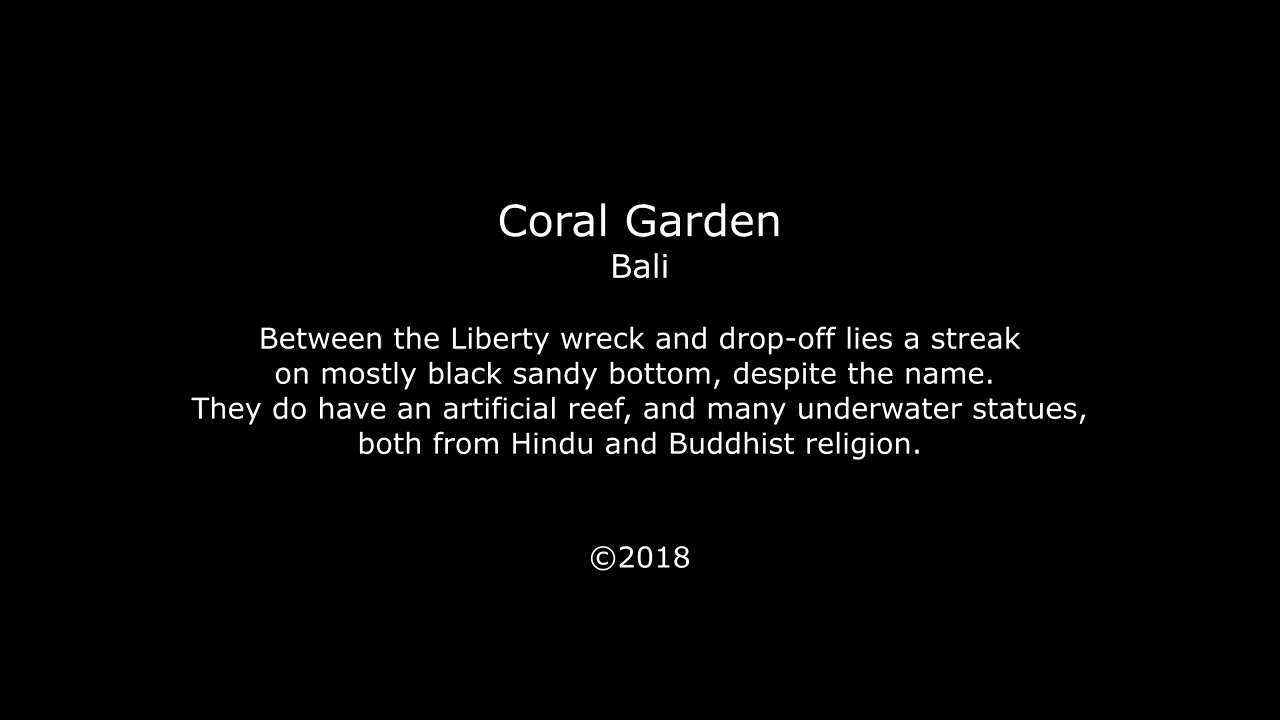 Coral Garden
Bali
Between the Liberty wreck and drop-off lies a streak
on mostly black sandy bottom, despite the name.
They do have an artificial reef, and many underwater statues,
both from Hindu and Buddhist religion.
©2018